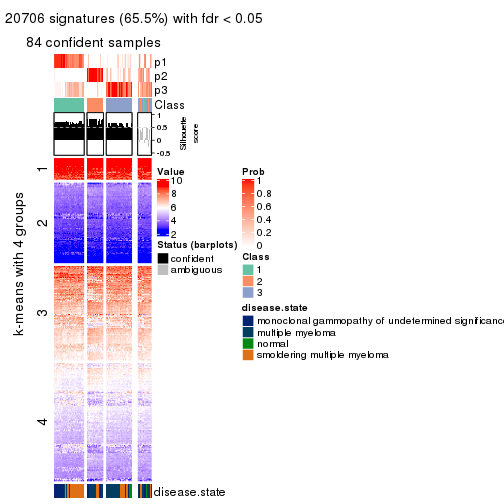 20706 signatures (65.5%) with fdr < 0.05
84 confident samples
p1
p2
p3
Class
1
0.5
0
-0.5
Silhouette
score
k-means with 4 groups
1
2
3
4
disease.state
Value
10
8
6
4
2
Status (barplots)
confident
ambiguous
Prob
1
0.8
0.6
0.4
0.2
0
Class
1
2
3
disease.state
monoclonal gammopathy of undetermined significance
multiple myeloma
normal
smoldering multiple myeloma